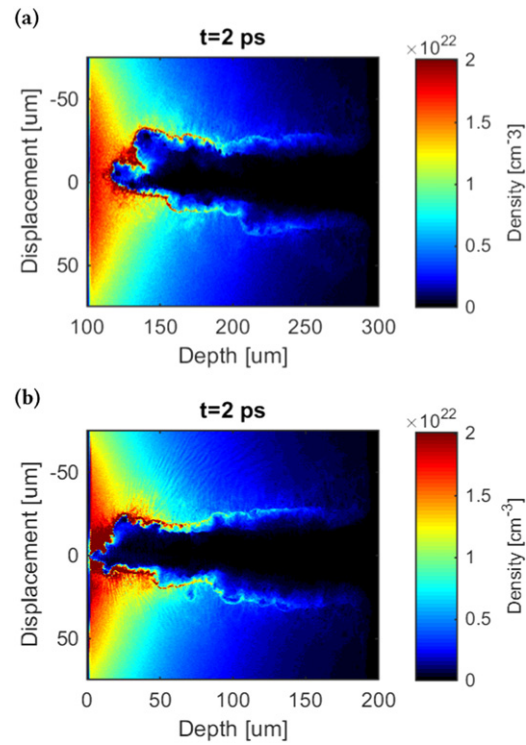 (a)
t=2 ps
×10²²
Displacement [um]
-50
0
50
100 150 200 250 300
Depth [um]
2
1.5
1
0.5
0
Density [cm⁻3]
(b)
t=2 ps
×10²²
Displacement [um]
-50
0
50
0 50 100 150 200
Depth [um]
2
1.5
1
0.5
0
Density [cm⁻³]